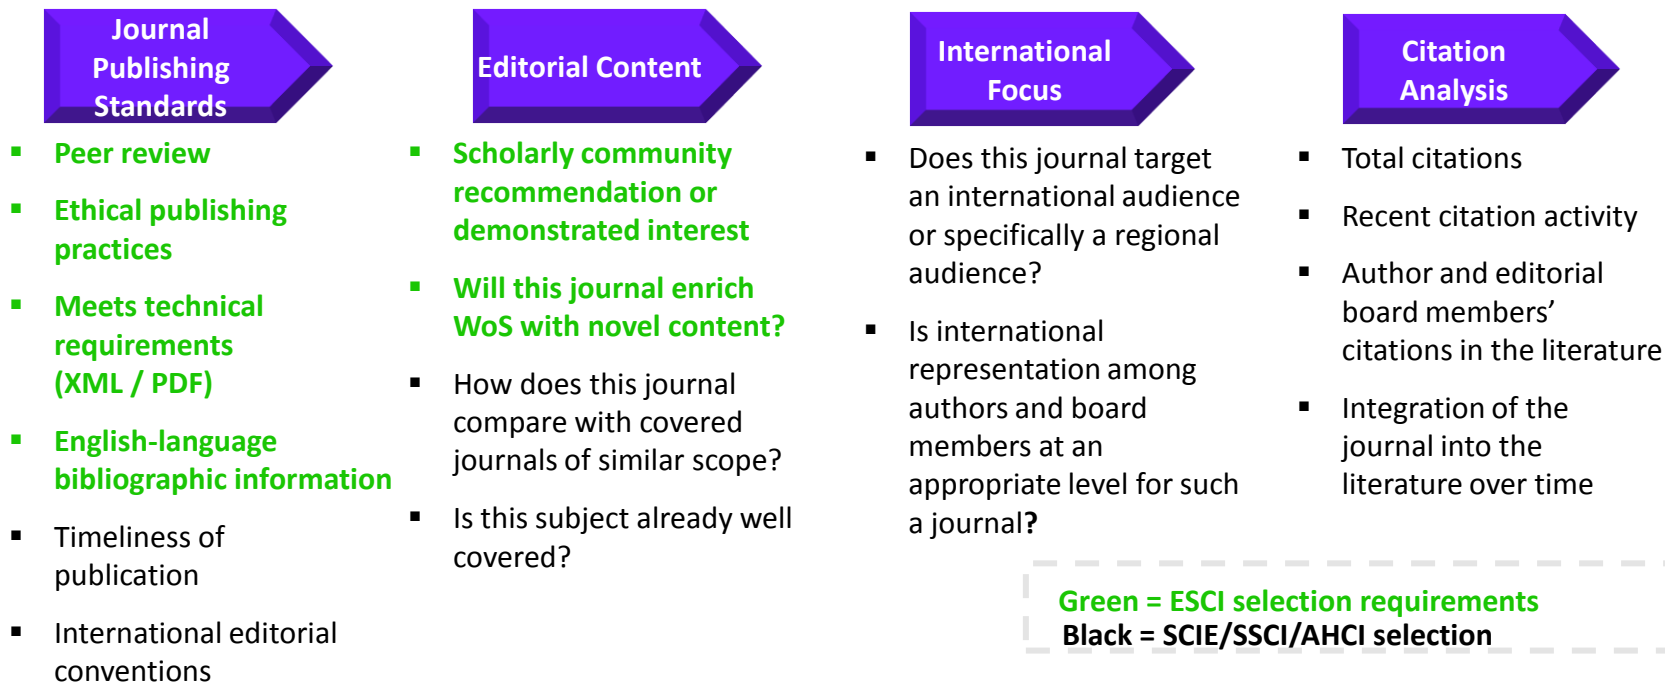 Journal
Publishing
Standards
▪ Peer review
▪ Ethical publishing
practices
▪ Meets technical
requirements
(XML / PDF)
▪ English-language
bibliographic information
▪ Timeliness of
publication
▪ International editorial
conventions
Editorial Content
▪ Scholarly community
recommendation or
demonstrated interest
▪ Will this journal enrich
WoS with novel content?
▪ How does this journal
compare with covered
journals of similar scope?
▪ Is this subject already well
covered?
International
Focus
▪ Does this journal target
an international audience
or specifically a regional
audience?
▪ Is international
representation among
authors and board
members at an
appropriate level for such
a journal?
Citation
Analysis
▪ Total citations
▪ Recent citation activity
▪ Author and editorial
board members’
citations in the literature
▪ Integration of the
journal into the
literature over time
Green = ESCI selection requirements
Black = SCIE/SSCI/AHCI selection